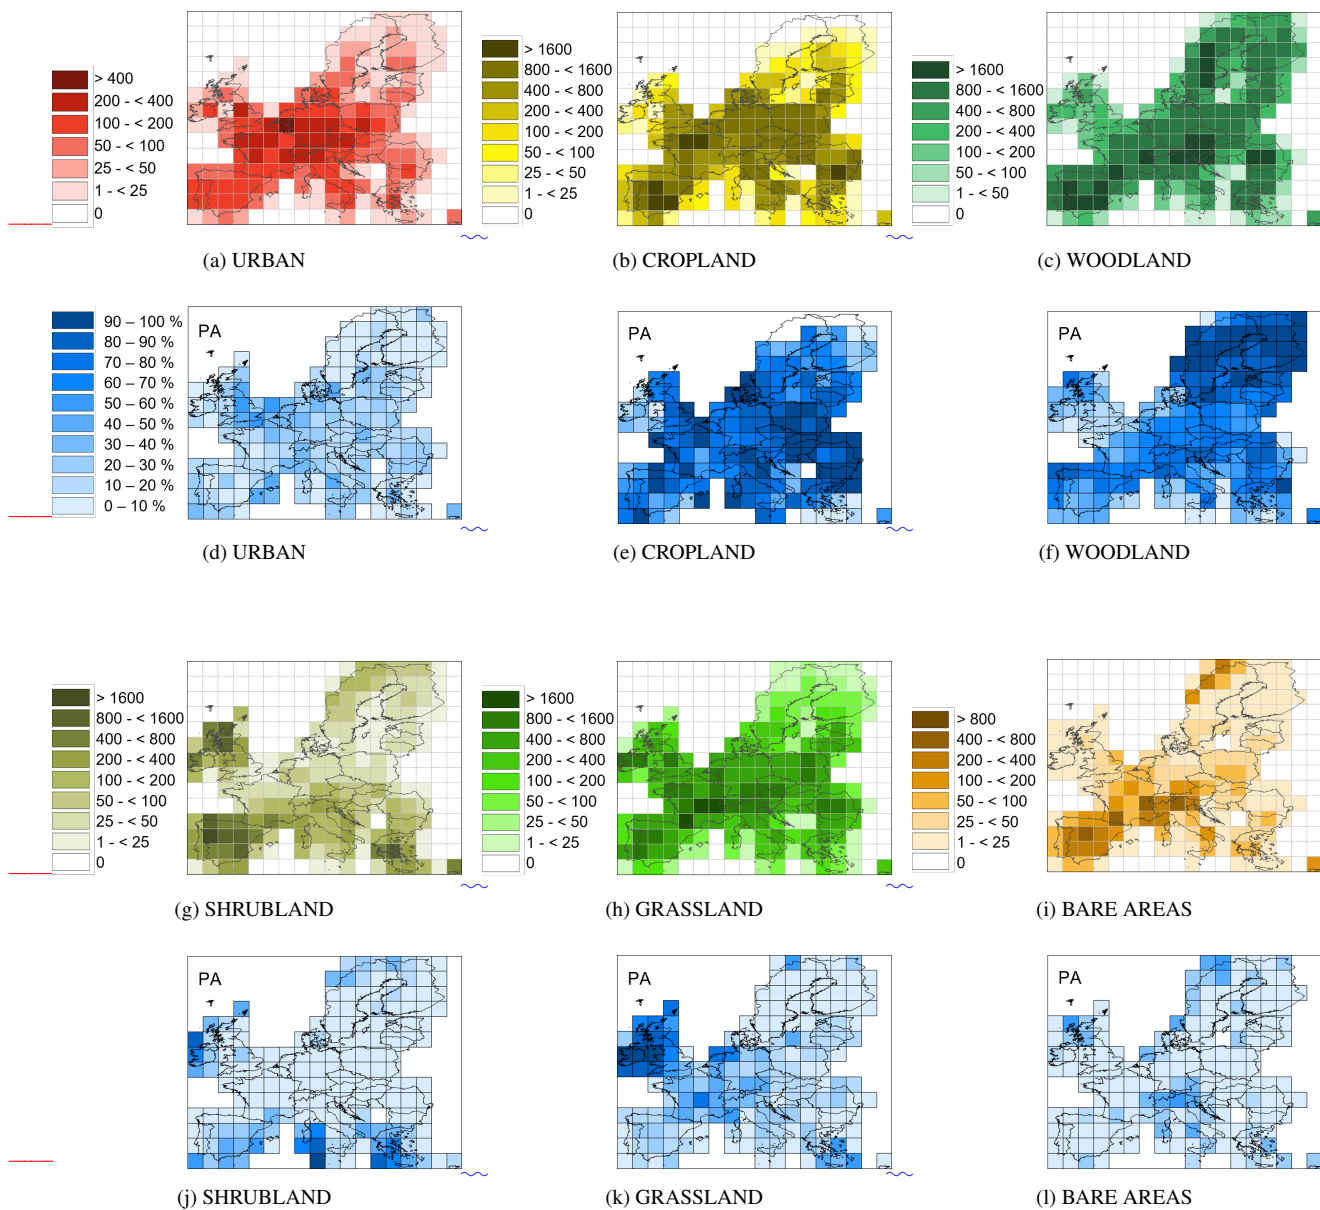 > 400
200 - < 400
100 - < 200
50 - < 100
25 - < 50
1 - < 25
0
(a) URBAN
> 1600
800 - < 1600
400 - < 800
200 - < 400
100 - < 200
50 - < 100
25 - < 50
1 - < 25
0
(b) CROPLAND
> 1600
800 - < 1600
400 - < 800
200 - < 400
100 - < 200
50 - < 100
1 - < 50
0
(c) WOODLAND
90 – 100 %
80 – 90 %
70 – 80 %
60 – 70 %
50 – 60 %
40 – 50 %
30 – 40 %
20 – 30 %
10 – 20 %
0 – 10 %
PA
(d) URBAN
(e) CROPLAND
(f) WOODLAND
> 1600
800 - < 1600
400 - < 800
200 - < 400
100 - < 200
50 - < 100
25 - < 50
1 - < 25
0
(g) SHRUBLAND
> 1600
800 - < 1600
400 - < 800
200 - < 400
100 - < 200
50 - < 100
25 - < 50
1 - < 25
0
(h) GRASSLAND
> 800
400 - < 800
200 - < 400
100 - < 200
50 - < 100
25 - < 50
1 - < 25
0
(i) BARE AREAS
PA
(j) SHRUBLAND
PA
(k) GRASSLAND
PA
(l) BARE AREAS